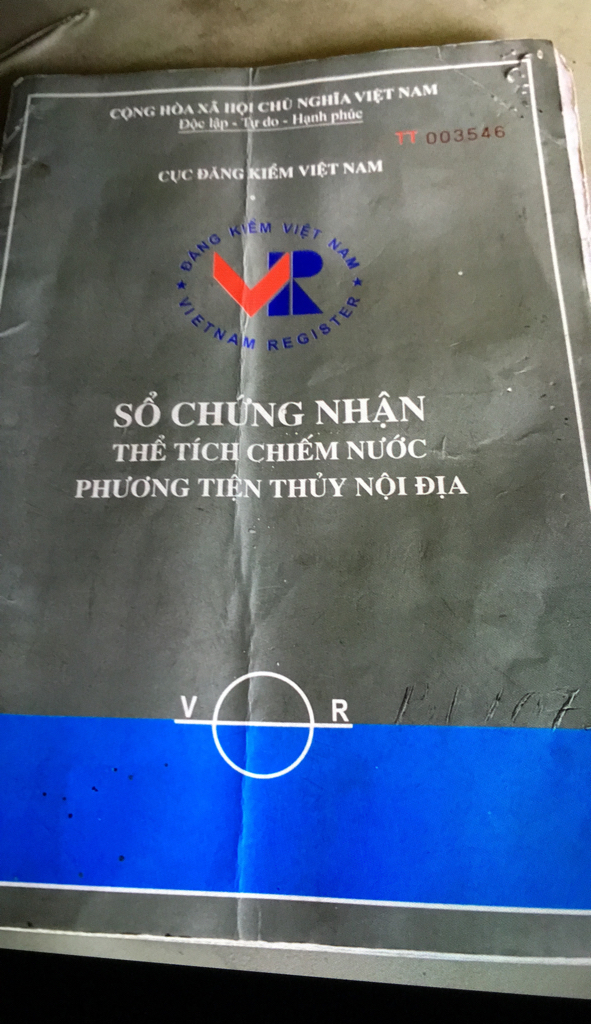 CỘNG HÒA XÃ HỘI CHỦ NGHĨA VIỆT NAM
Độc lập - Tự do - Hạnh phúc
TT 003546
CỤC ĐĂNG KIỂM VIỆT NAM
ĐĂNG KIỂM VIỆT NAM
VR
VIETNAM REGISTER
SỔ CHỨNG NHẬN
THỂ TÍCH CHIẾM NƯỚC
PHƯƠNG TIỆN THỦY NỘI ĐỊA
V R